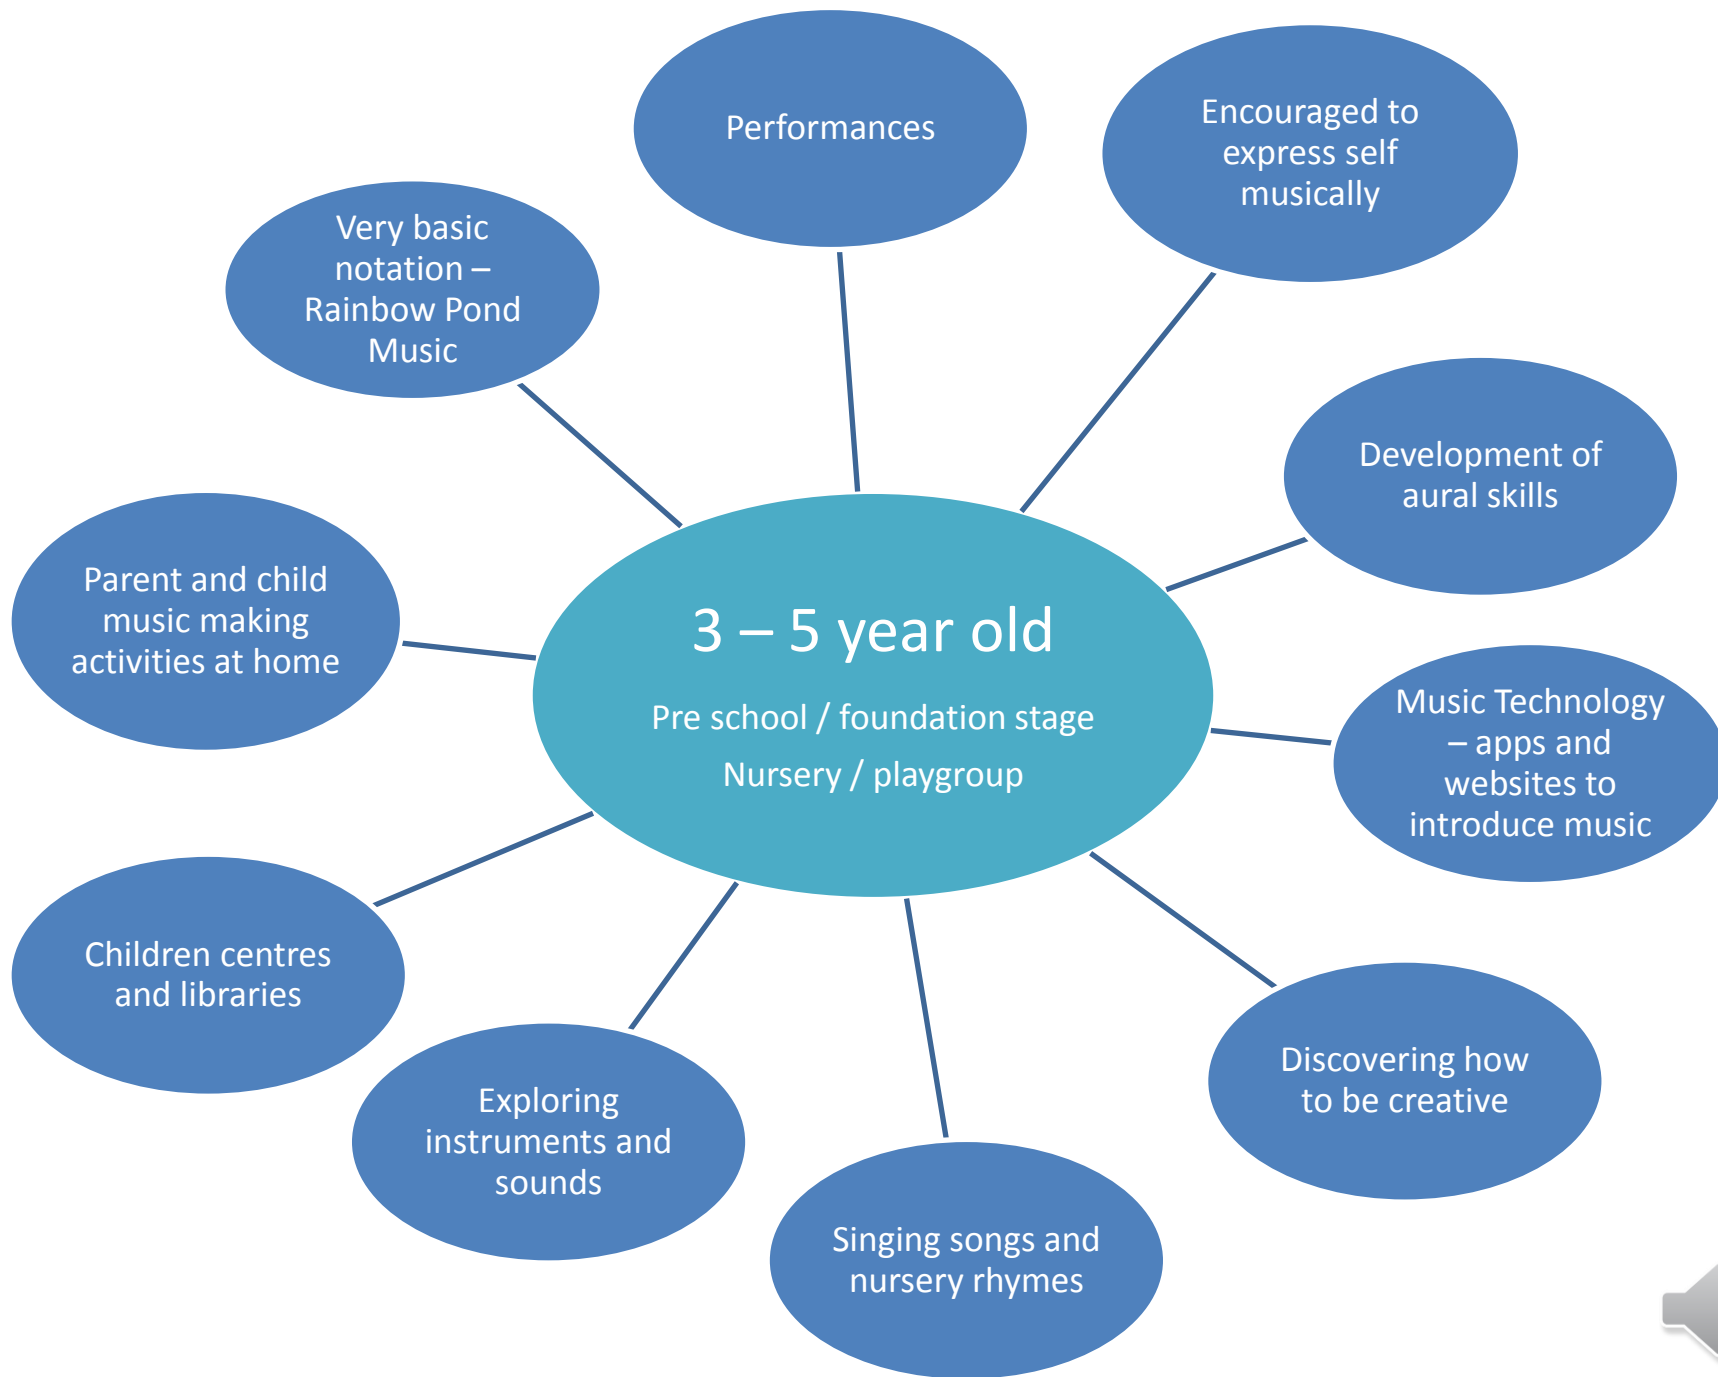 Performances
Encouraged to
express self
musically
Very basic
notation –
Rainbow Pond
Music
Development of
aural skills
Parent and child
music making
activities at home
3 – 5 year old
Pre school / foundation stage
Nursery / playgroup
Music Technology
– apps and
websites to
introduce music
Children centres
and libraries
Discovering how
to be creative
Exploring
instruments and
sounds
Singing songs and
nursery rhymes